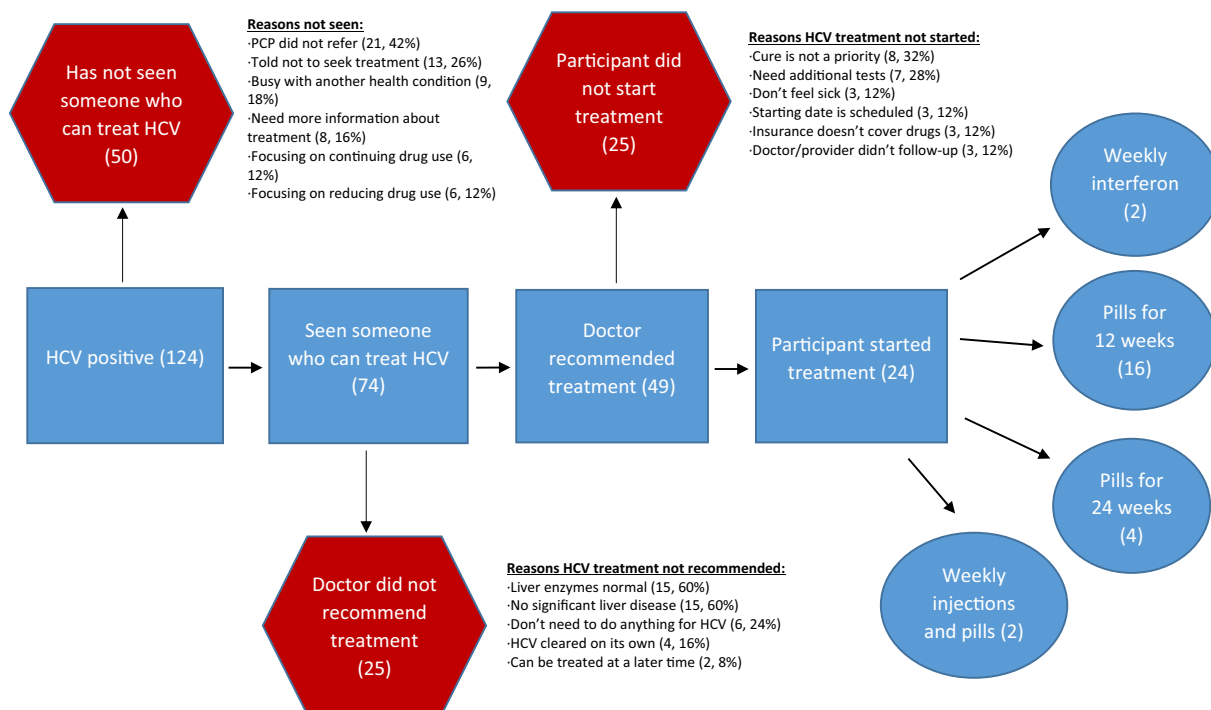 Has not seen
someone who
can treat HCV
(50)
Reasons not seen:
·PCP did not refer (21, 42%)
·Told not to seek treatment (13, 26%)
·Busy with another health condition (9,
18%)
·Need more information about
treatment (8, 16%)
·Focusing on continuing drug use (6,
12%)
·Focusing on reducing drug use (6, 12%)
Participant did
not start
treatment
(25)
Reasons HCV treatment not started:
·Cure is not a priority (8, 32%)
·Need additional tests (7, 28%)
·Don’t feel sick (3, 12%)
·Starting date is scheduled (3, 12%)
·Insurance doesn’t cover drugs (3, 12%)
·Doctor/provider didn’t follow-up (3, 12%)
HCV positive (124)
Seen someone
who can treat HCV
(74)
Doctor
recommended
treatment (49)
Participant started
treatment (24)
Weekly
interferon
(2)
Pills for
12 weeks
(16)
Pills for
24 weeks
(4)
Weekly
injections
and pills (2)
Doctor did not
recommend
treatment
(25)
Reasons HCV treatment not recommended:
·Liver enzymes normal (15, 60%)
·No significant liver disease (15, 60%)
·Don’t need to do anything for HCV (6, 24%)
·HCV cleared on its own (4, 16%)
·Can be treated at a later time (2, 8%)